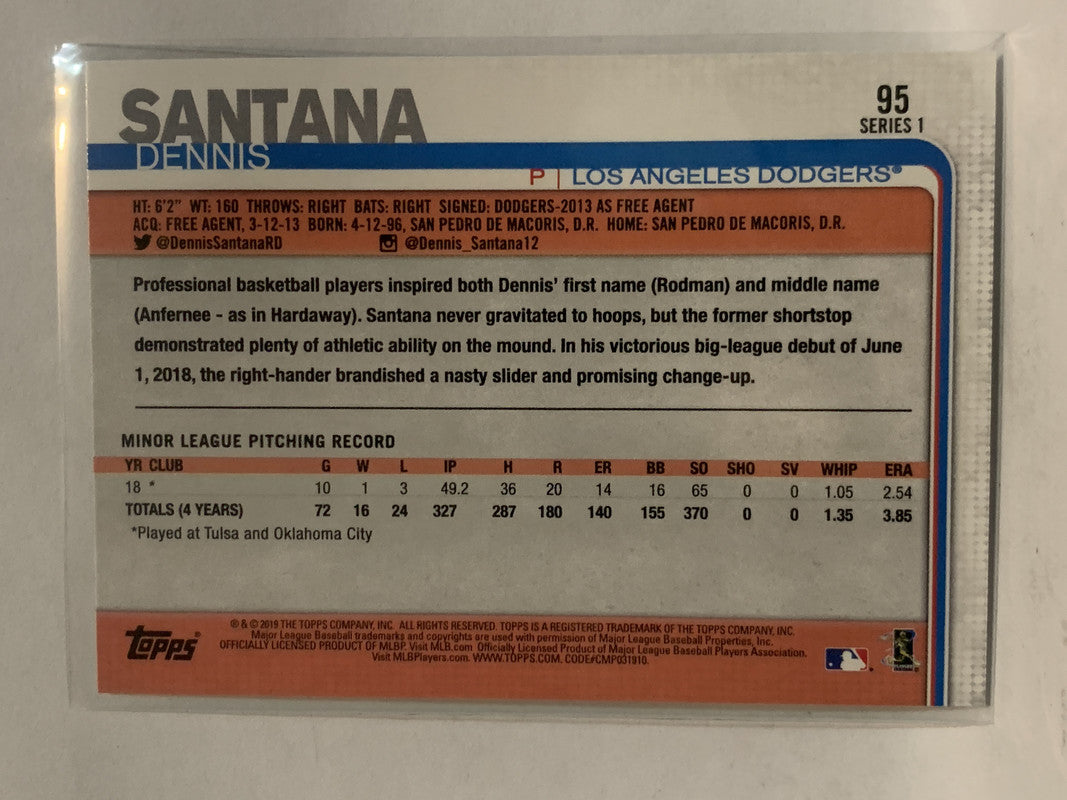 SANTANA
DENNIS
95
SERIES 1
P | LOS ANGELES DODGERS®
HT: 6'2" WT: 160 THROWS: RIGHT BATS: RIGHT SIGNED: DODGERS-2013 AS FREE AGENT
ACQ: FREE AGENT, 3-12-13 BORN: 4-12-96, SAN PEDRO DE MACORIS, D.R. HOME: SAN PEDRO DE MACORIS, D.R.
@DennisSantanaRD @Dennis_Santana12
Professional basketball players inspired both Dennis' first name (Rodman) and middle name
(Anfernee - as in Hardaway). Santana never gravitated to hoops, but the former shortstop
demonstrated plenty of athletic ability on the mound. In his victorious big-league debut of June
1, 2018, the right-hander brandished a nasty slider and promising change-up.
MINOR LEAGUE PITCHING RECORD
YR CLUB G W L IP H R ER BB SO SHO SV WHIP ERA
18 * 10 1 3 49.2 36 20 14 16 65 0 0 1.05 2.54
TOTALS (4 YEARS) 72 16 24 327 287 180 140 155 370 0 0 1.35 3.85
*Played at Tulsa and Oklahoma City
topps®
® & © 2019 THE TOPPS COMPANY, INC. ALL RIGHTS RESERVED. TOPPS IS A REGISTERED TRADEMARK OF THE TOPPS COMPANY, INC.
Major League Baseball trademarks and copyrights are used with permission of Major League Baseball Properties, Inc.
OFFICIALLY LICENSED PRODUCT OF MLBP. Visit MLB.com Officially Licensed Product of Major League Baseball Players Association.
Visit MLBPlayers.com. WWW.TOPPS.COM. CODE#CMP031910.